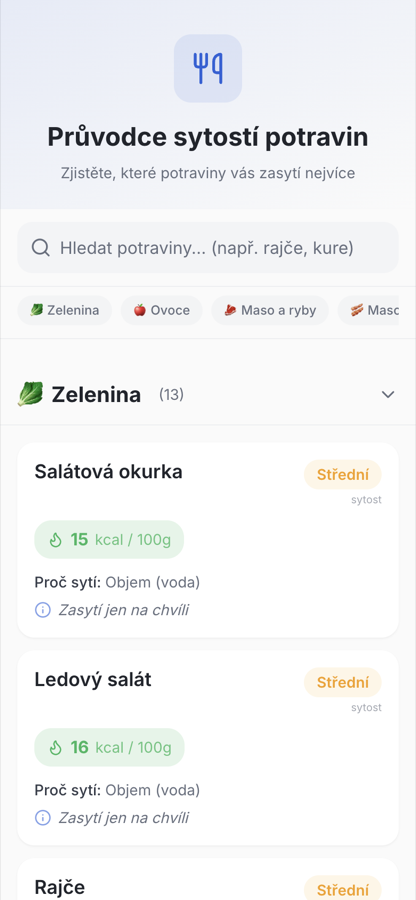 Průvodce sytostí potravin
Zjistěte, které potraviny vás zasytí nejvíce
Hledat potraviny... (např. rajče, kure)
Zelenina
Ovoce
Maso a ryby
Masc
Zelenina (13)
Salátová okurka
Střední
sytost
15 kcal / 100g
Proč sytí: Objem (voda)
Zasytí jen na chvíli
Ledový salát
Střední
sytost
16 kcal / 100g
Proč sytí: Objem (voda)
Zasytí jen na chvíli
Rajče
Střední